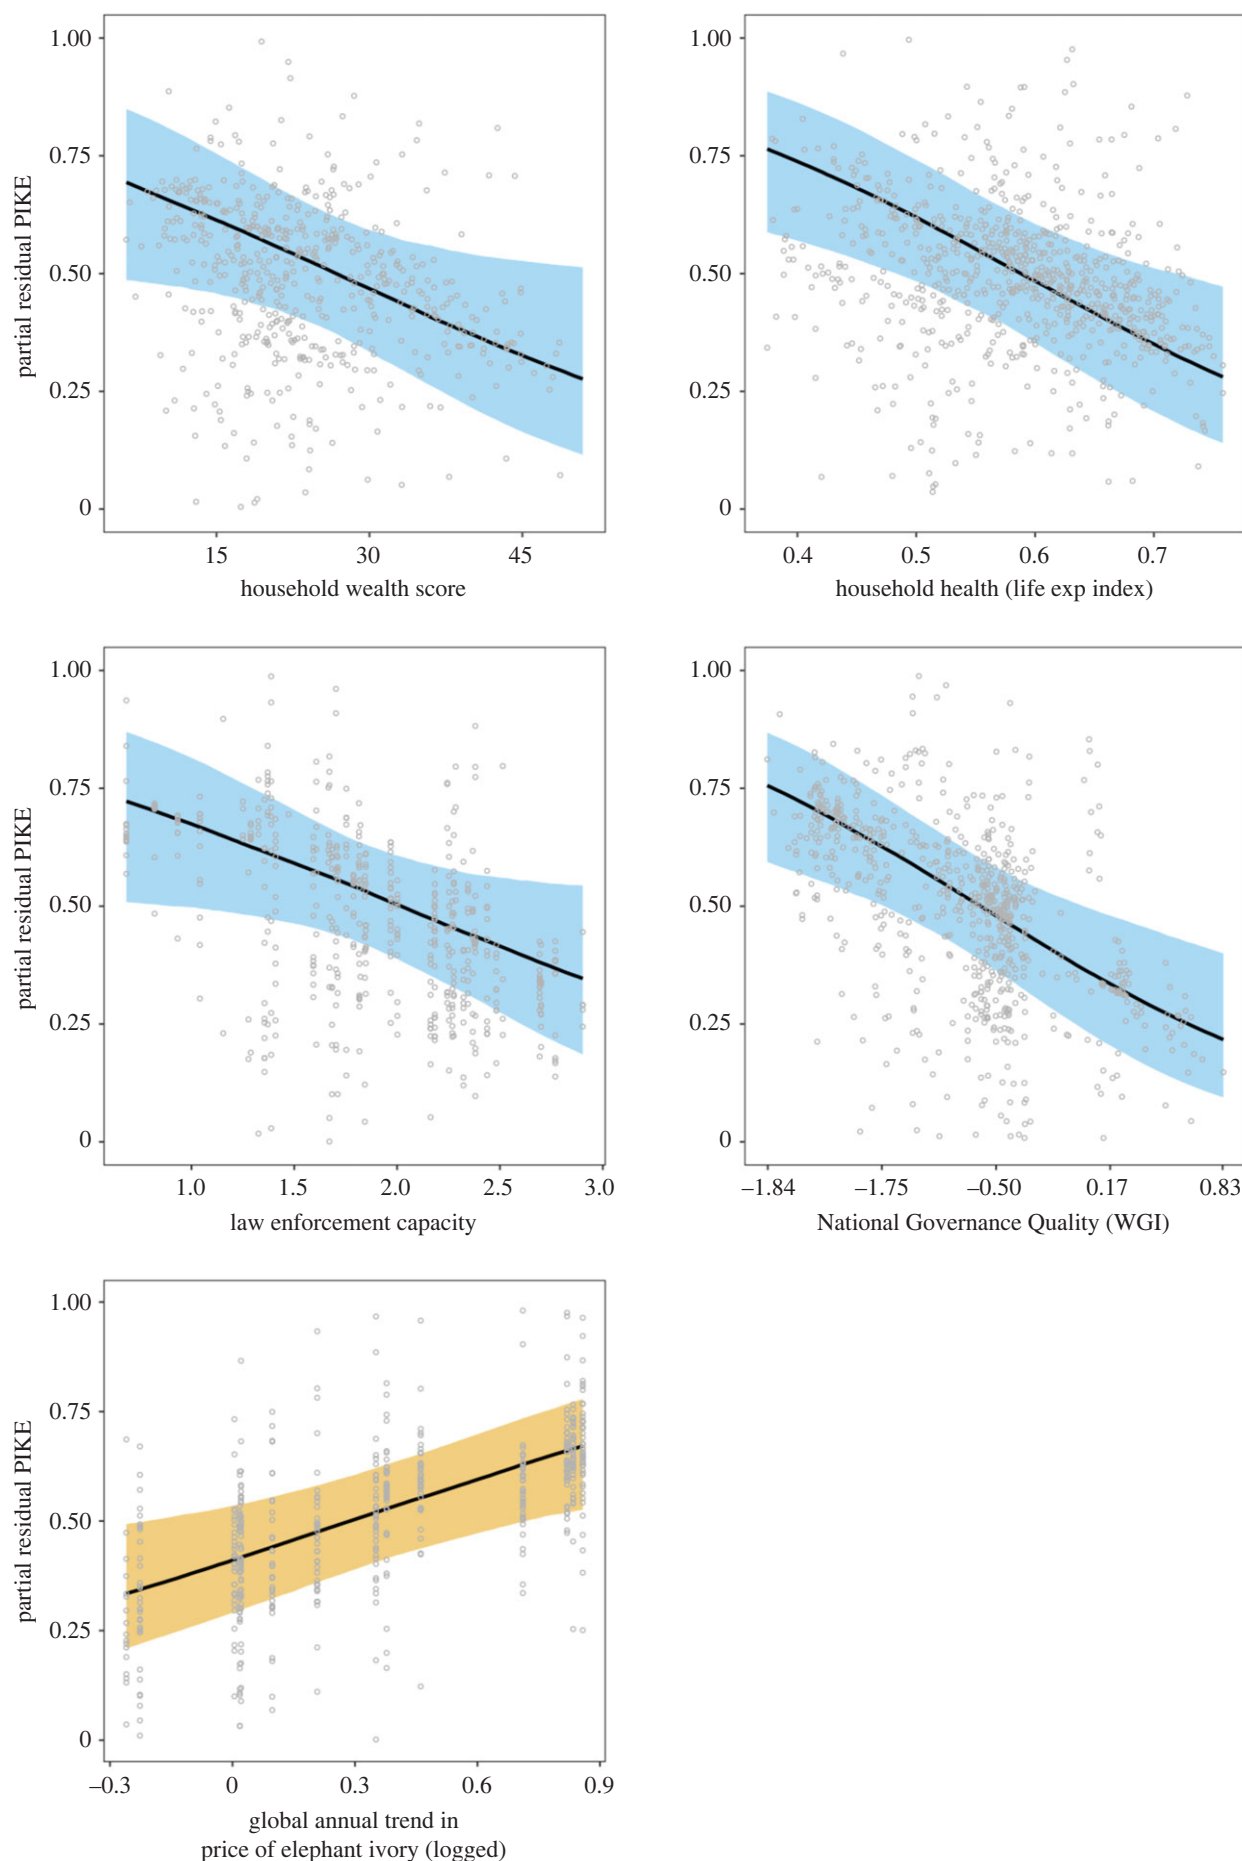 1.00
0.75
0.50
0.25
0
partial residual PIKE
15 30 45
household wealth score
1.00
0.75
0.50
0.25
0
partial residual PIKE
0.4 0.5 0.6 0.7
household health (life exp index)
1.00
0.75
0.50
0.25
0
partial residual PIKE
1.0 1.5 2.0 2.5 3.0
law enforcement capacity
1.00
0.75
0.50
0.25
0
partial residual PIKE
–1.84 –1.75 –0.50 0.17 0.83
National Governance Quality (WGI)
1.00
0.75
0.50
0.25
0
partial residual PIKE
–0.3 0 0.3 0.6 0.9
global annual trend in
price of elephant ivory (logged)